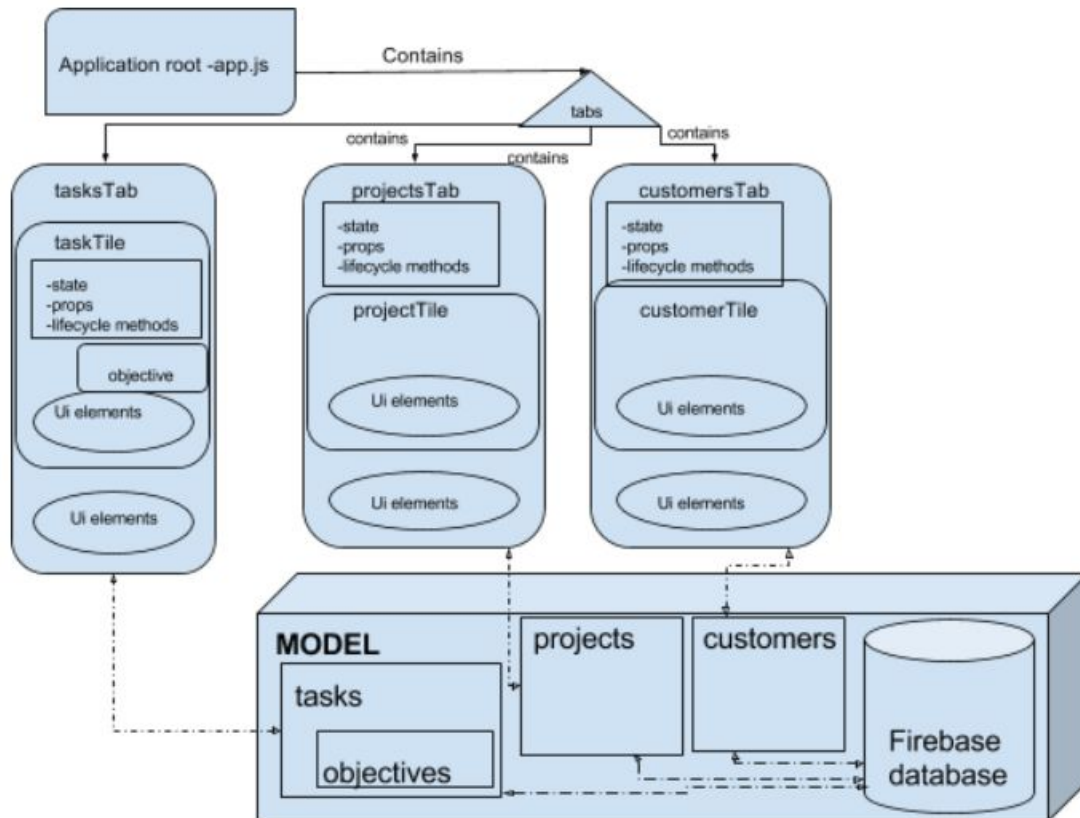 Application root -app.js
Contains
tabs
contains
contains
contains
tasksTab
taskTile
-state
-props
-lifecycle methods
objective
Ui elements
Ui elements
projectsTab
-state
-props
-lifecycle methods
projectTile
Ui elements
Ui elements
customersTab
-state
-props
-lifecycle methods
customerTile
Ui elements
Ui elements
MODEL
tasks
objectives
projects
customers
Firebase
database